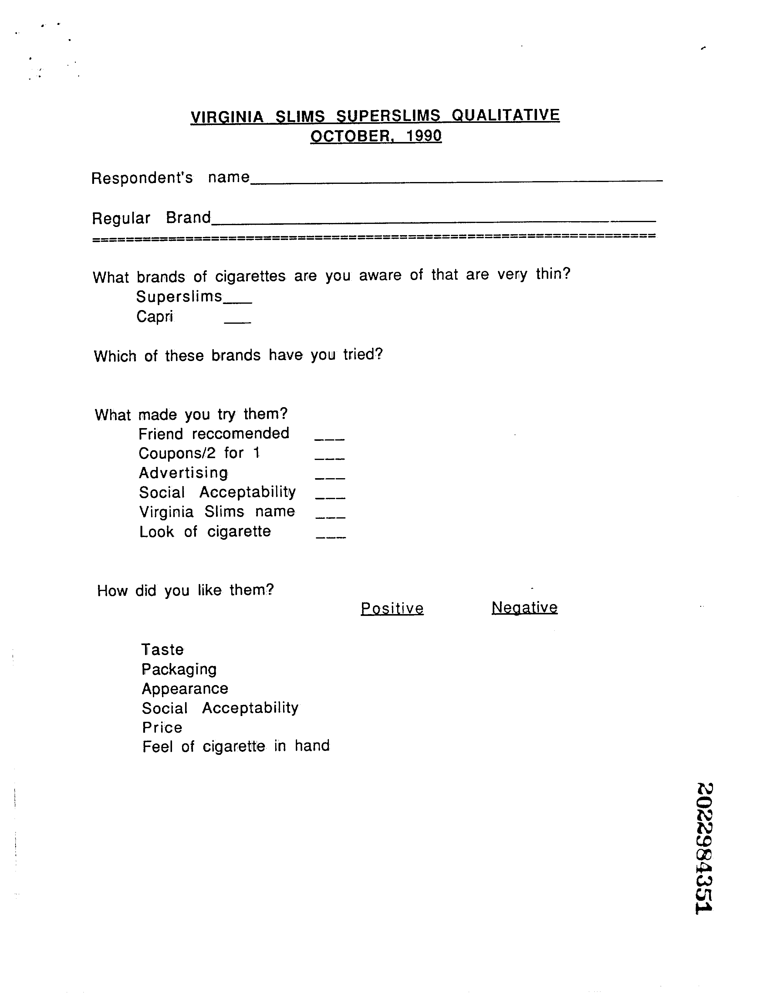 VIRGINIA SLIMS SUPERSLIMS QUALITATIVE
OCTOBER, 1990
Respondent's name____________________
Regular Brand____________________
====================================================================
What brands of cigarettes are you aware of that are very thin?
Superslims___
Capri ___
Which of these brands have you tried?
What made you try them?
Friend reccomended ___
Coupons/2 for 1 ___
Advertising ___
Social Acceptability ___
Virginia Slims name ___
Look of cigarette ___
How did you like them?
Positive Negative
Taste
Packaging
Appearance
Social Acceptability
Price
Feel of cigarette in hand
2022984351